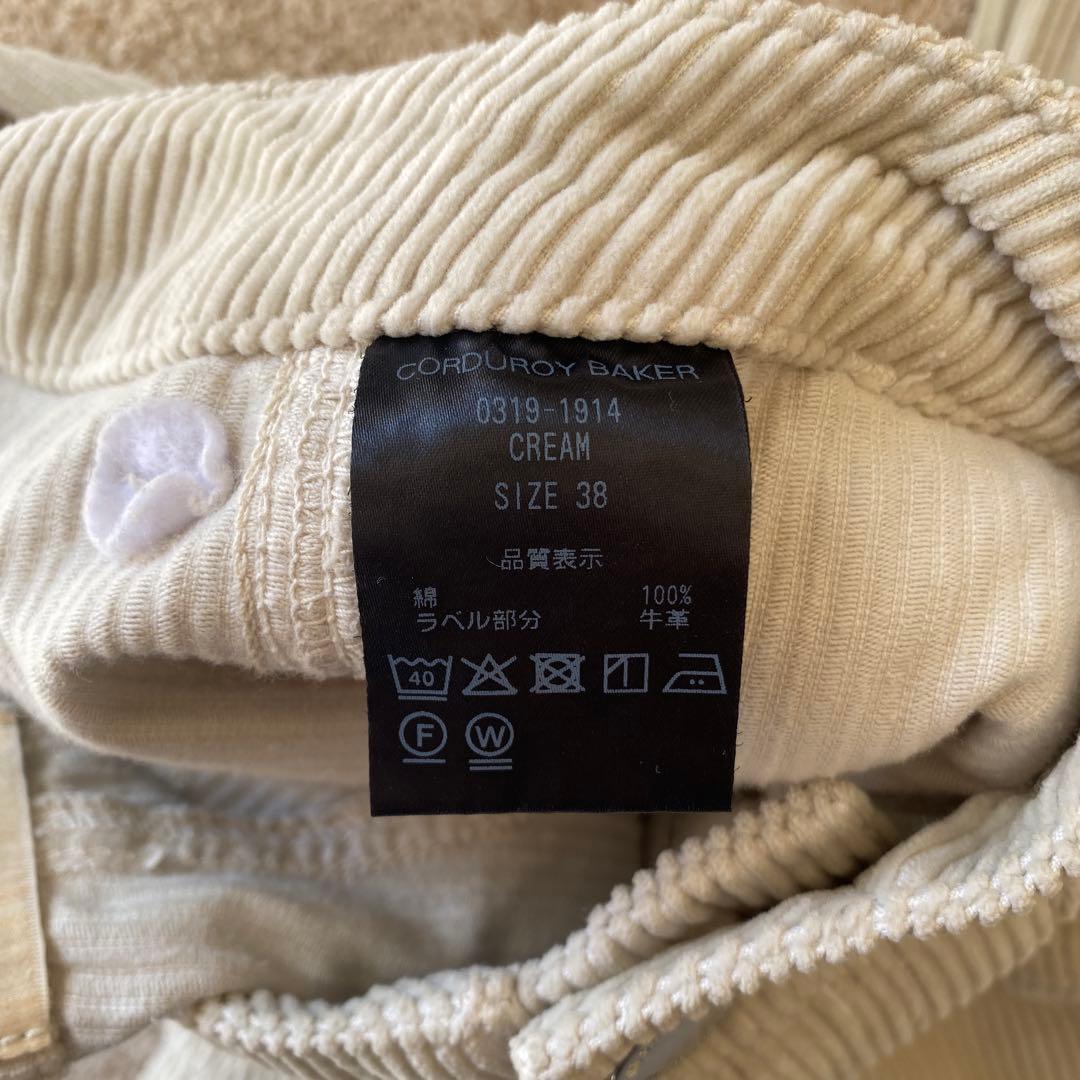 CORDUROY BAKER
0319-1914
CREAM
SIZE 38
品質表示
綿 100%
ラベル部分 牛革
40
F W